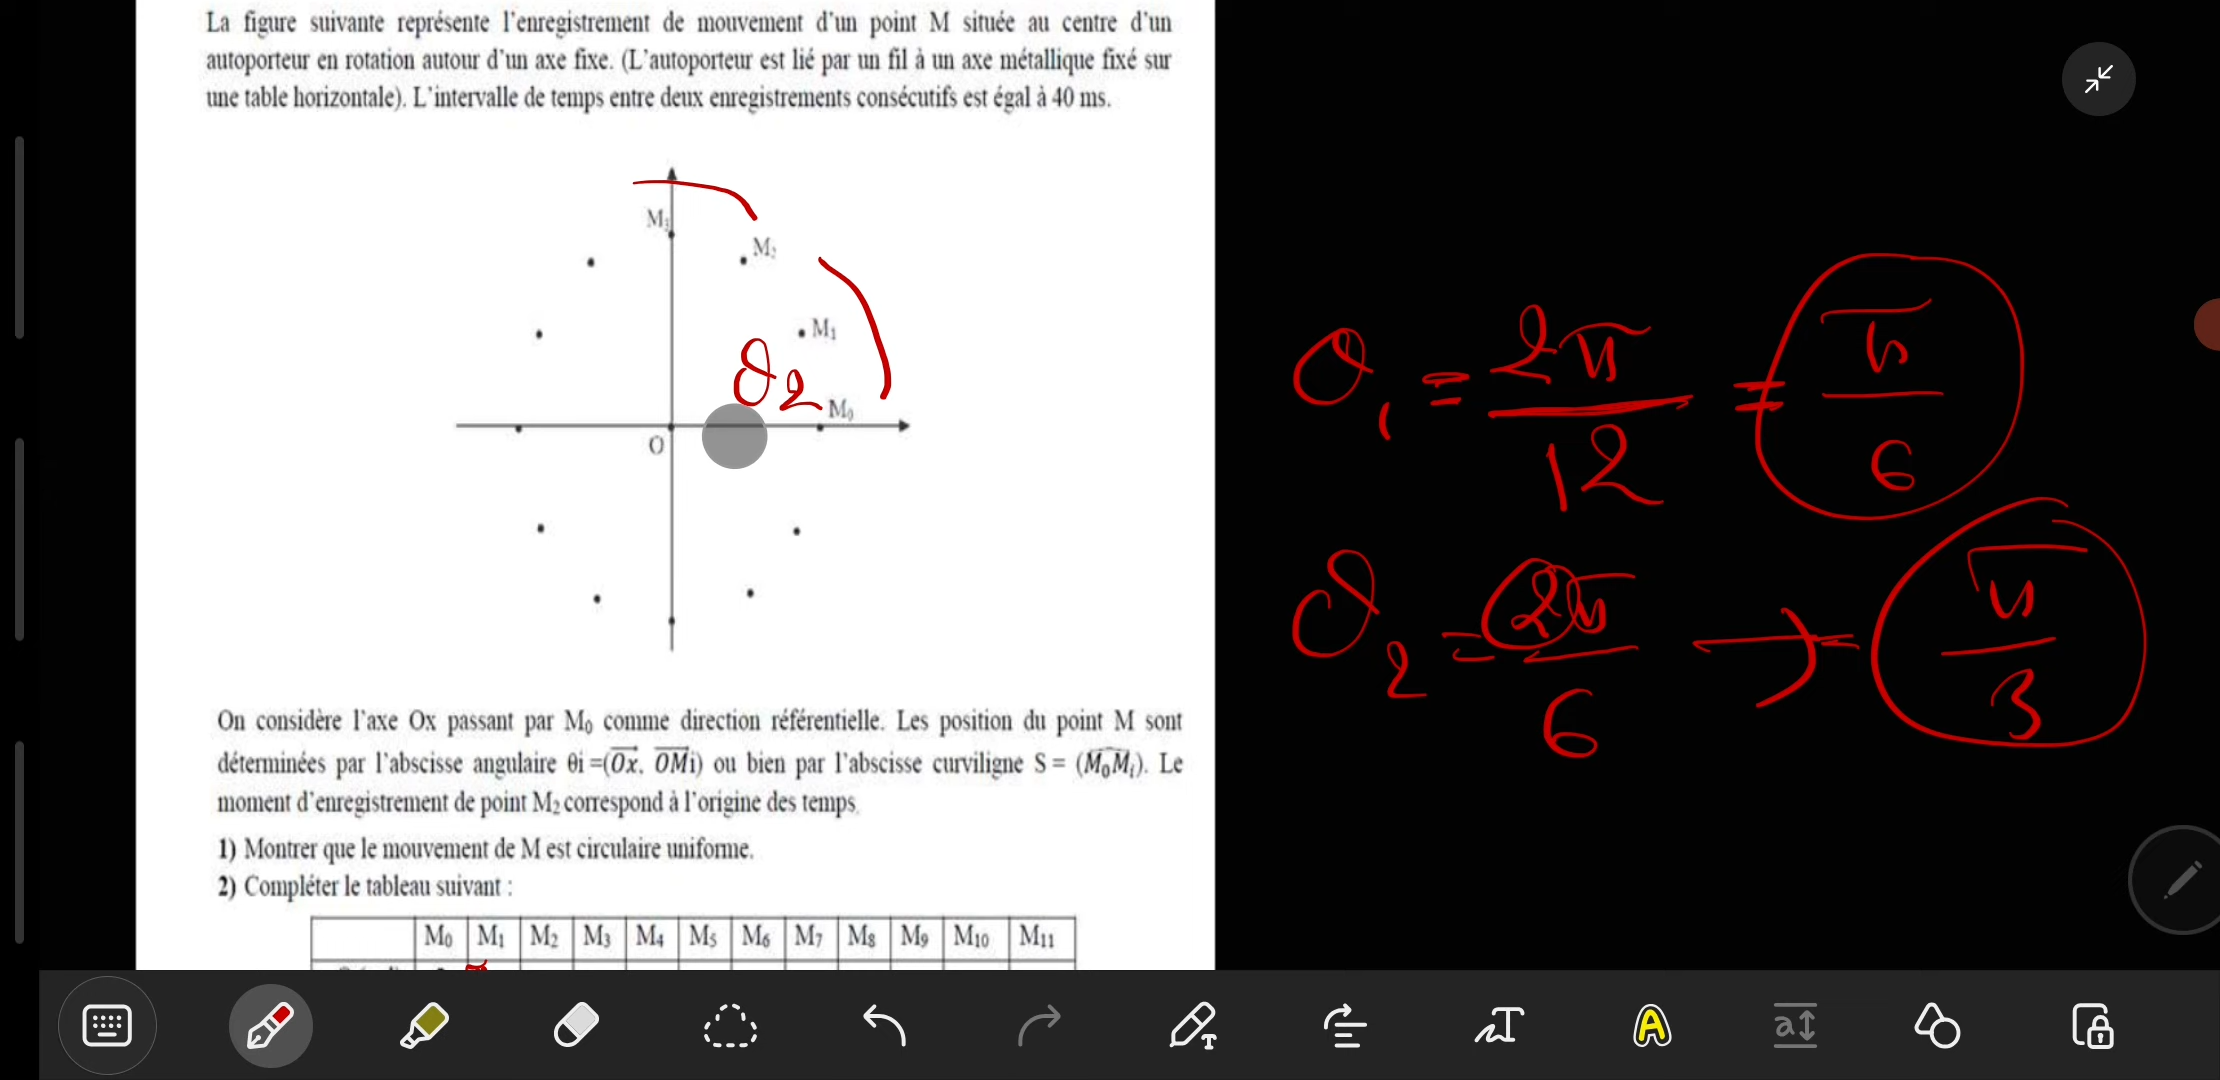 La figure suivante représente l'enregistrement de mouvement d'un point M située au centre d'un
autoporteur en rotation autour d'un axe fixe. (L'autoporteur est lié par un fil à un axe métallique fixé sur
une table horizontale). L'intervalle de temps entre deux enregistrements consécutifs est égal à 40 ms.
M₃
M₂
M₁
θ₂
M₀
O
θ₁ = 2π/12 = π/6
θ₂ = 2π/6 → = π/3
On considère l'axe Ox passant par M₀ comme direction référentielle. Les position du point M sont
déterminées par l'abscisse angulaire θi =(Ox, OMi) ou bien par l'abscisse curviligne S = (M₀Mᵢ). Le
moment d'enregistrement de point M₂ correspond à l'origine des temps.
1) Montrer que le mouvement de M est circulaire uniforme.
2) Compléter le tableau suivant :
M₀ M₁ M₂ M₃ M₄ M₅ M₆ M₇ M₈ M₉ M₁₀ M₁₁